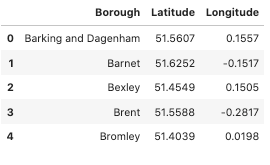 Borough Latitude Longitude
0 Barking and Dagenham 51.5607 0.1557
1 Barnet 51.6252 -0.1517
2 Bexley 51.4549 0.1505
3 Brent 51.5588 -0.2817
4 Bromley 51.4039 0.0198